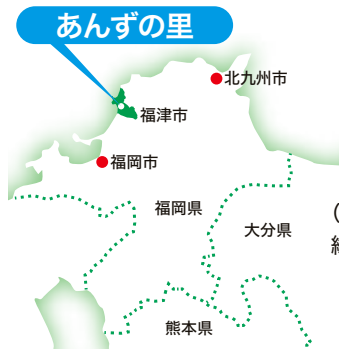 あんずの里
北九州市
福津市
福岡市
福岡県
大分県
熊本県